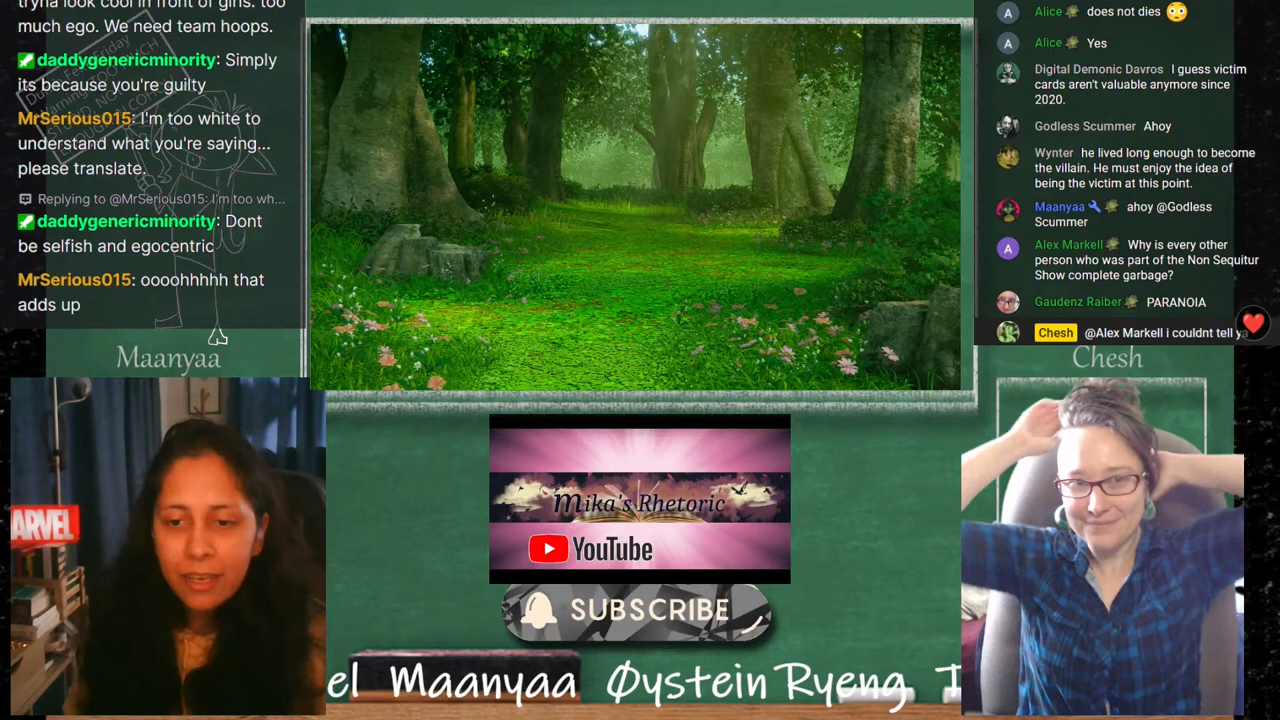 tryna look cool in front of girls. too
much ego. We need team hoops.
daddygenericminority: Simply
its because you're guilty
MrSerious015: I'm too white to
understand what you're saying...
please translate.
Replying to @MrSerious015: I'm too wh...
daddygenericminority: Dont
be selfish and egocentric
MrSerious015: oooohhhhh that
adds up
Maanyaa
MARVEL
Alice does not dies
Alice Yes
Digital Demonic Davros I guess victim
cards aren't valuable anymore since
2020.
Godless Scummer Ahoy
Wynter he lived long enough to become
the villain. He must enjoy the idea of
being the victim at this point.
Maanyaa ahoy @Godless
Scummer
Alex Markell Why is every other
person who was part of the Non Sequitur
Show complete garbage?
Gaudenz Raiber PARANOIA
Chesh @Alex Markell i couldnt tell ya
Chesh
Mika's Rhetoric
YouTube
SUBSCRIBE
el Maanyaa Øystein Ryeng